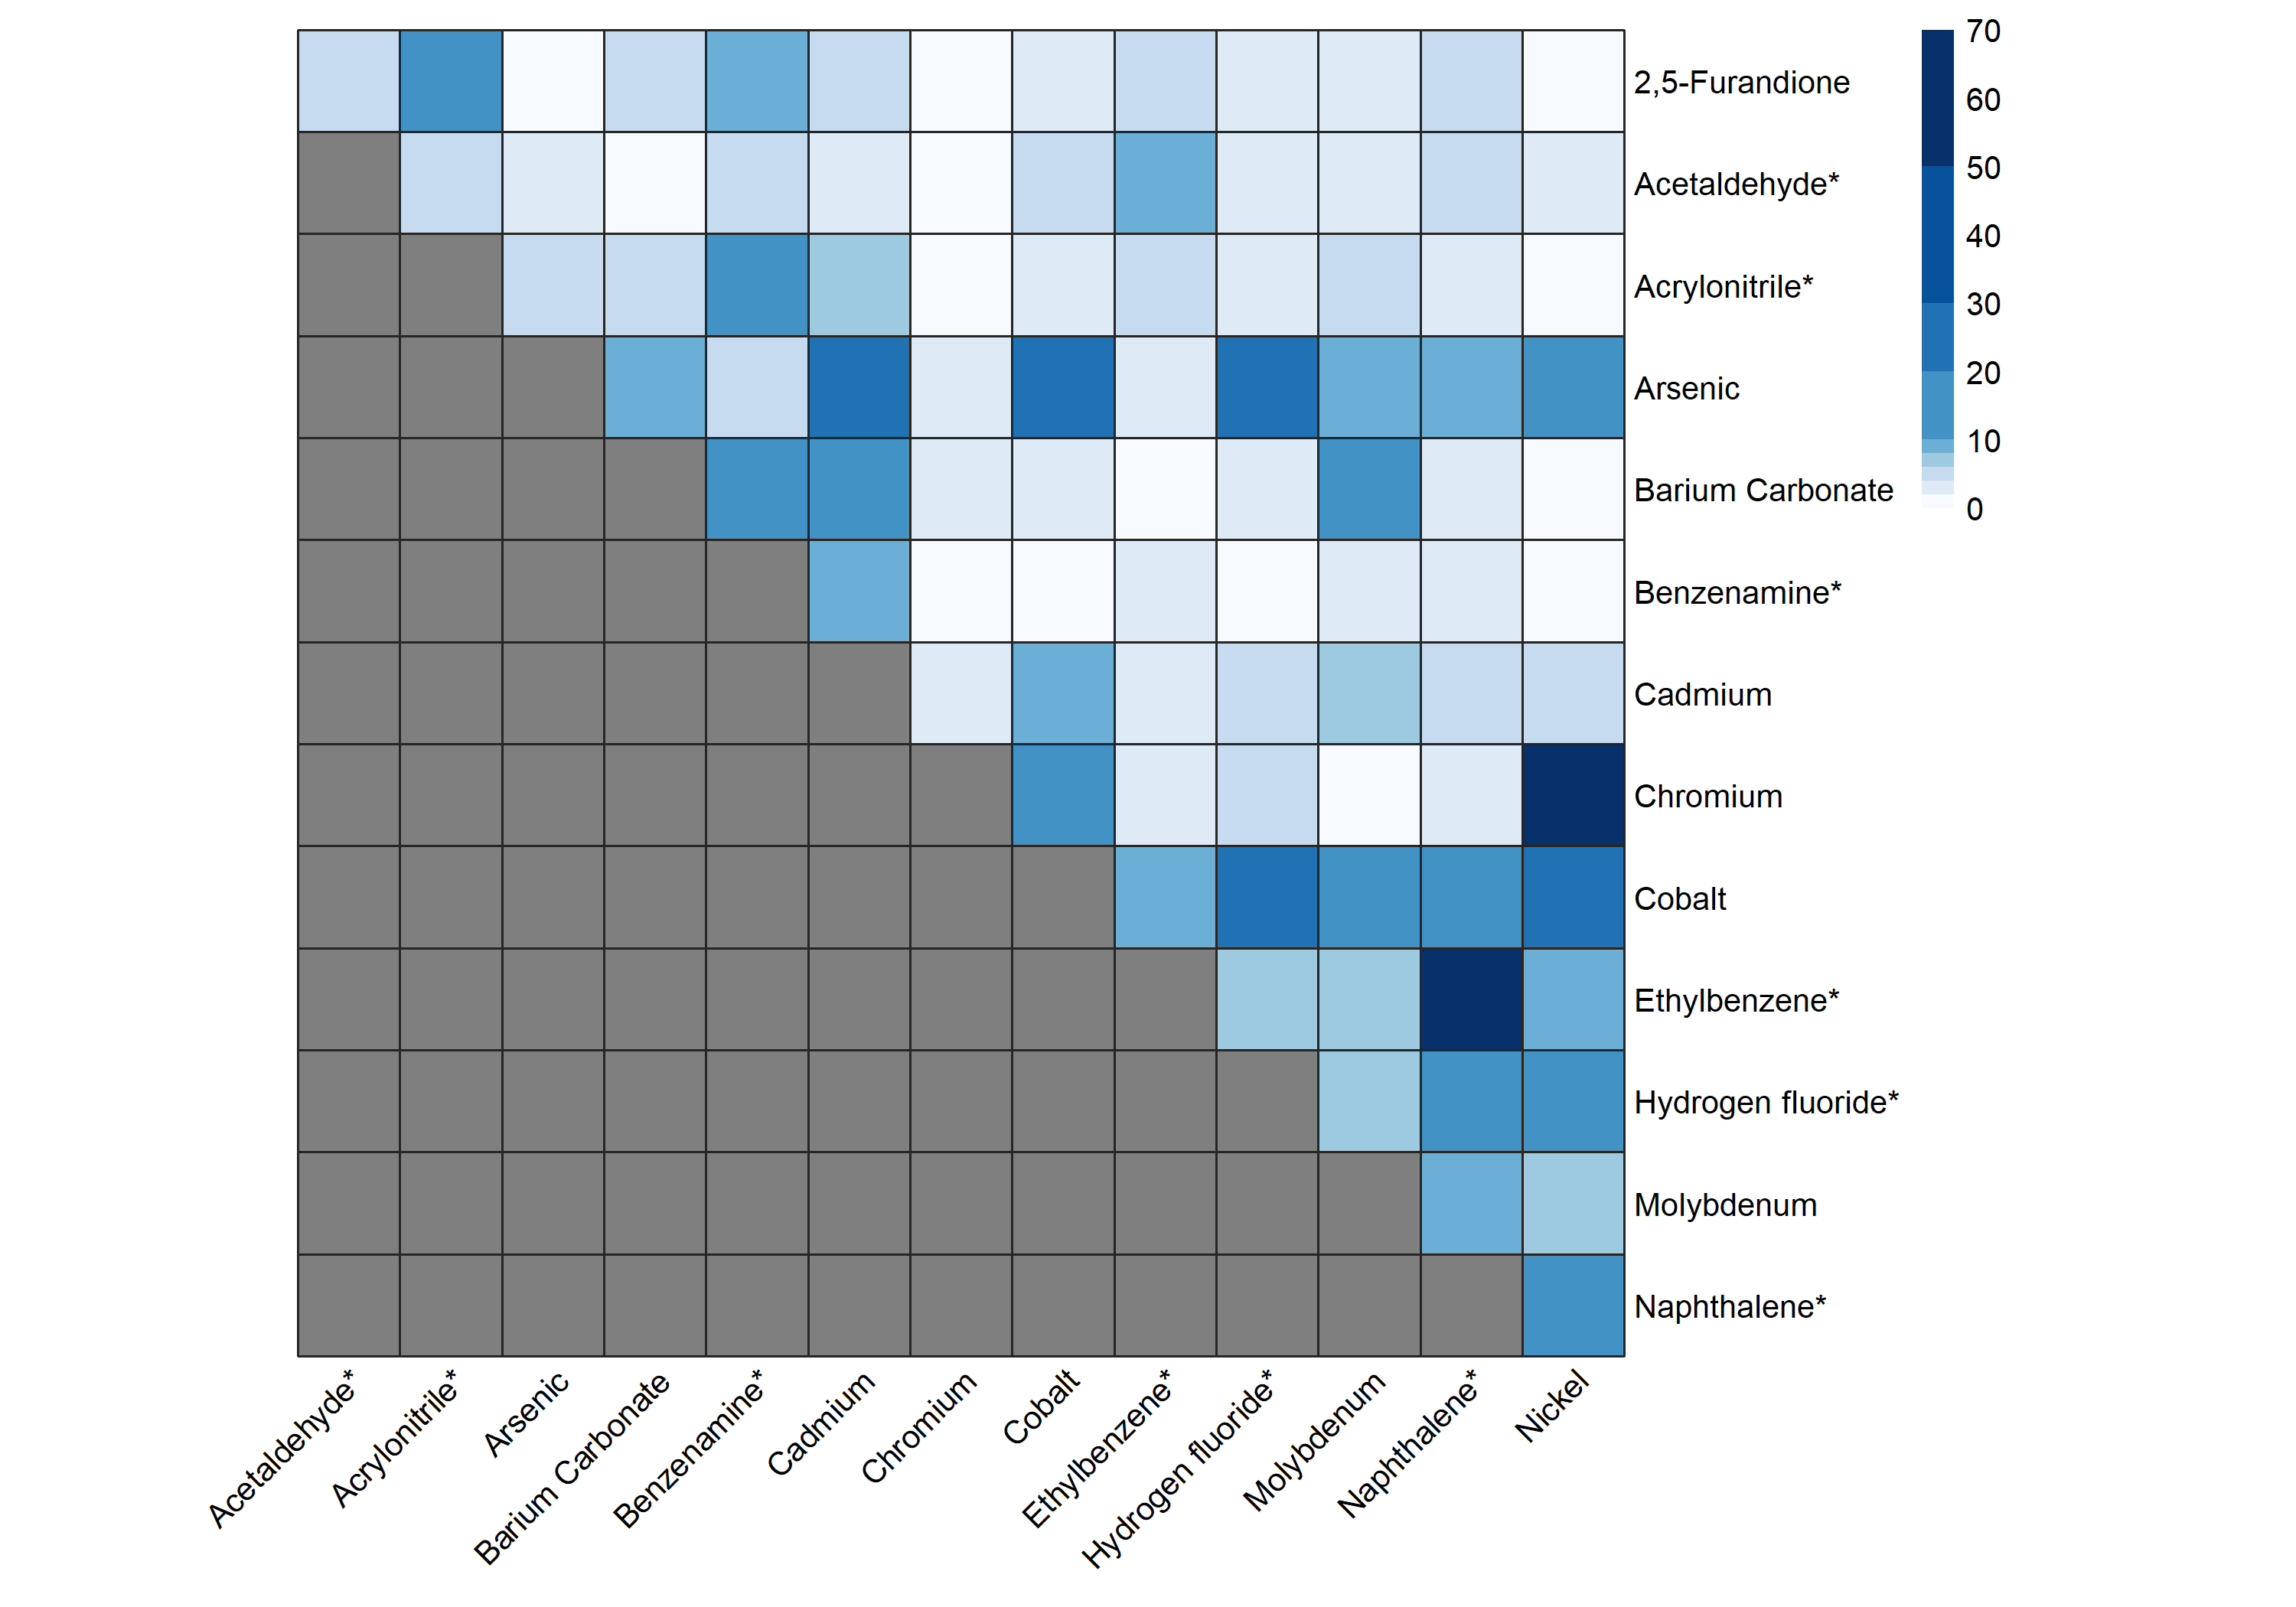 2,5-Furandione
Acetaldehyde*
Acrylonitrile*
Arsenic
Barium Carbonate
Benzenamine*
Cadmium
Chromium
Cobalt
Ethylbenzene*
Hydrogen fluoride*
Molybdenum
Naphthalene*
70
60
50
40
30
20
10
0
Acetaldehyde*
Acrylonitrile*
Arsenic
Barium Carbonate
Benzenamine*
Cadmium
Chromium
Cobalt
Ethylbenzene*
Hydrogen fluoride*
Molybdenum
Naphthalene*
Nickel